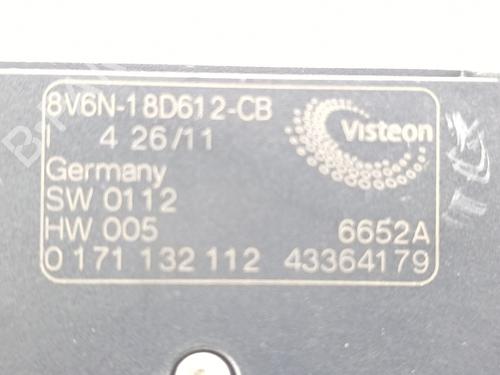 8V6N-18D612-CB
I 4 26/11
Visteon
Germany
SW 0112
HW 005 6652A
0 171 132 112 43364179